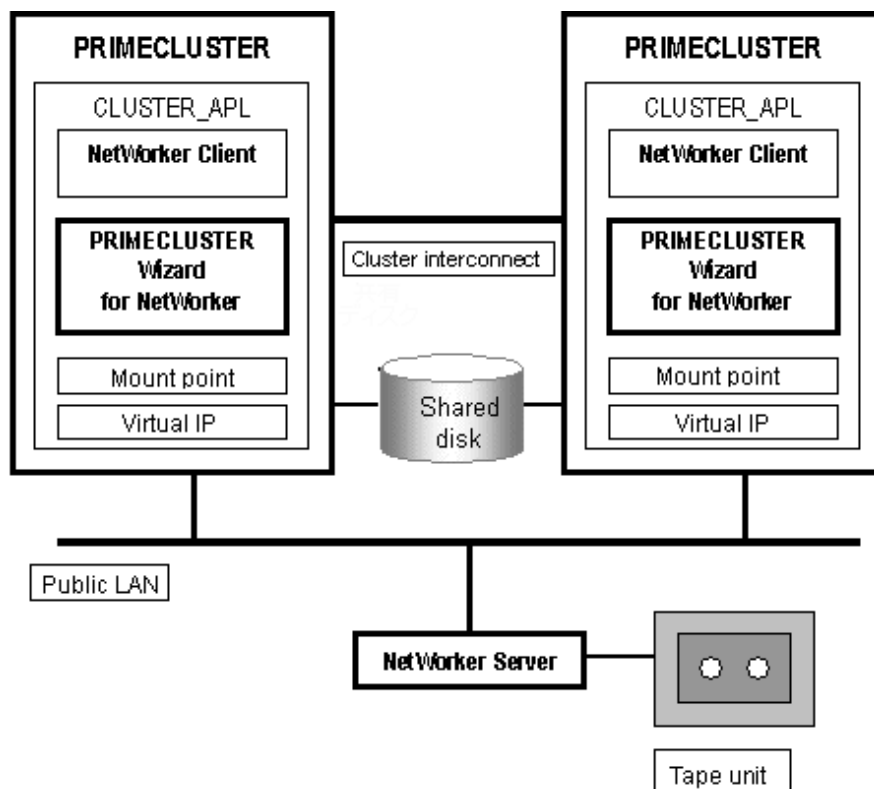 PRIMECLUSTER
CLUSTER_APL
NetWorker Client
PRIMECLUSTER
Wizard
for NetWorker
Mount point
Virtual IP
Cluster interconnect
Shared
disk
PRIMECLUSTER
CLUSTER_APL
NetWorker Client
PRIMECLUSTER
Wizard
for NetWorker
Mount point
Virtual IP
Public LAN
NetWorker Server
Tape unit